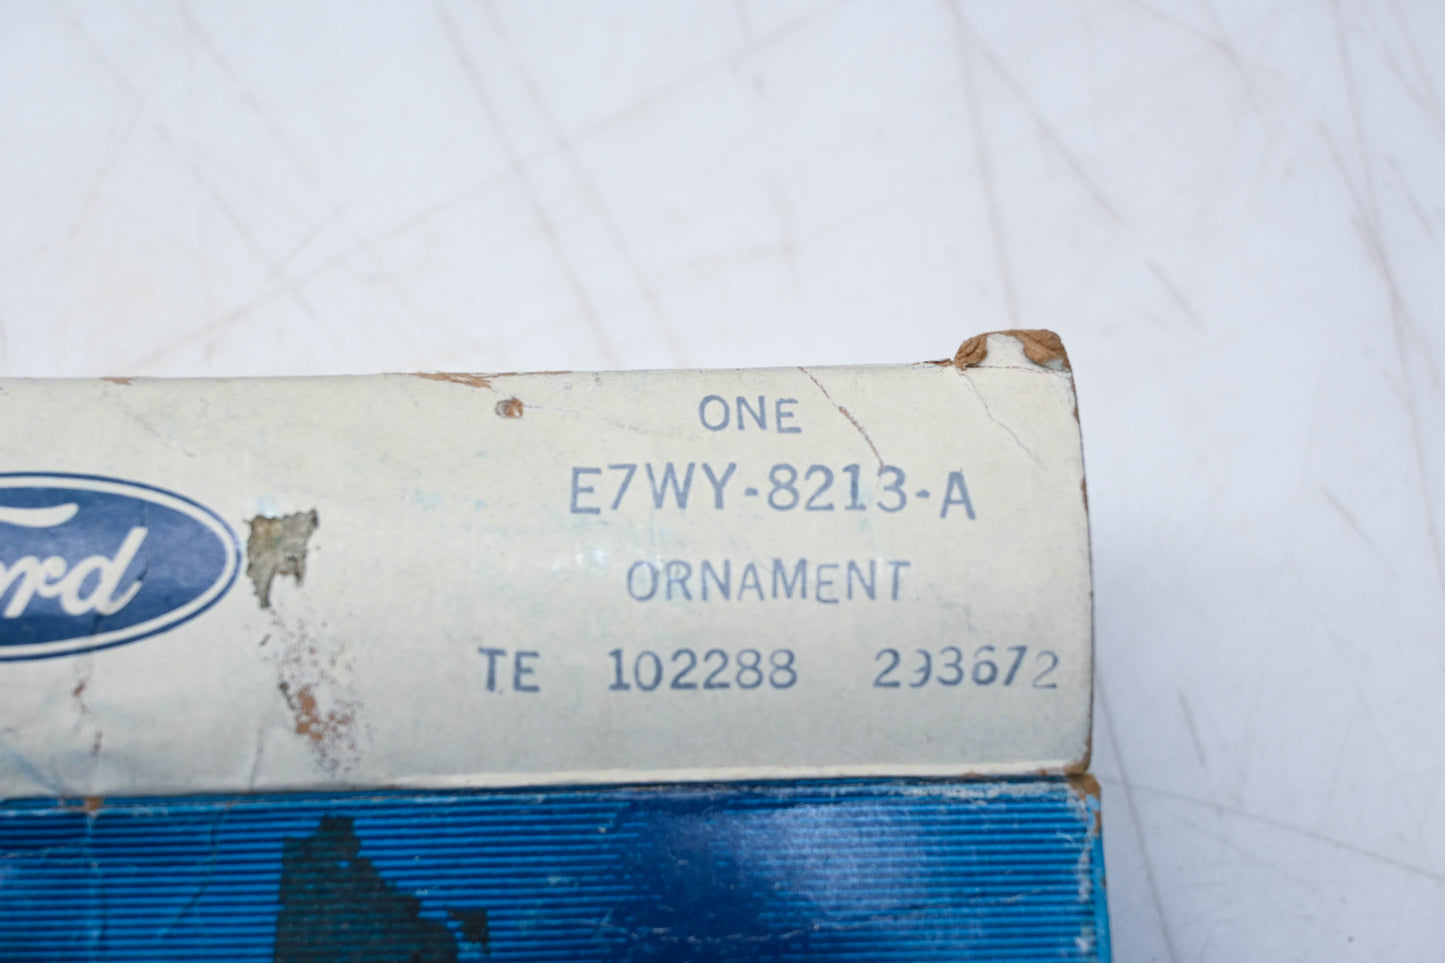 ONE
E7WY-8213-A
Ford
ORNAMENT
TE 102288 293672